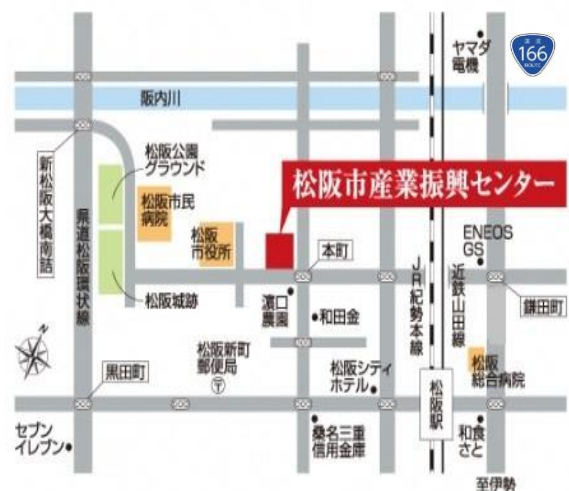 ヤマダ
電機
国道
166
ROUTE
阪内川
新松阪大橋南詰
松阪公園
グラウンド
松阪市民
病院
松阪市産業振興センター
県道松阪環状線
松阪
市役所
本町
ENEOS
GS
JR紀勢本線
近鉄山田線
鎌田町
松阪城跡
濵口
農園
和田金
N
黒田町
松阪新町
郵便局
〒
松阪シティ
ホテル
松阪
総合病院
松阪駅
セブン
イレブン
桑名三重
信用金庫
和食
さと
至伊勢